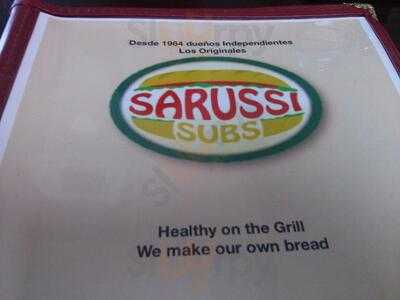 Desde 1964 dueños Independientes
Los Originales
SARUSSI
SUBS
Healthy on the Grill
We make our own bread